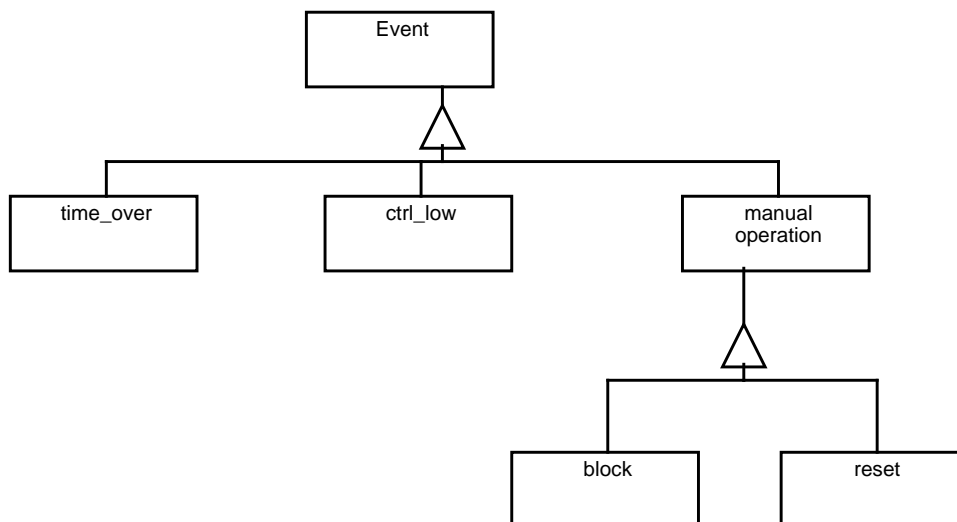 Event
time_over
ctrl_low
manual
operation
block
reset